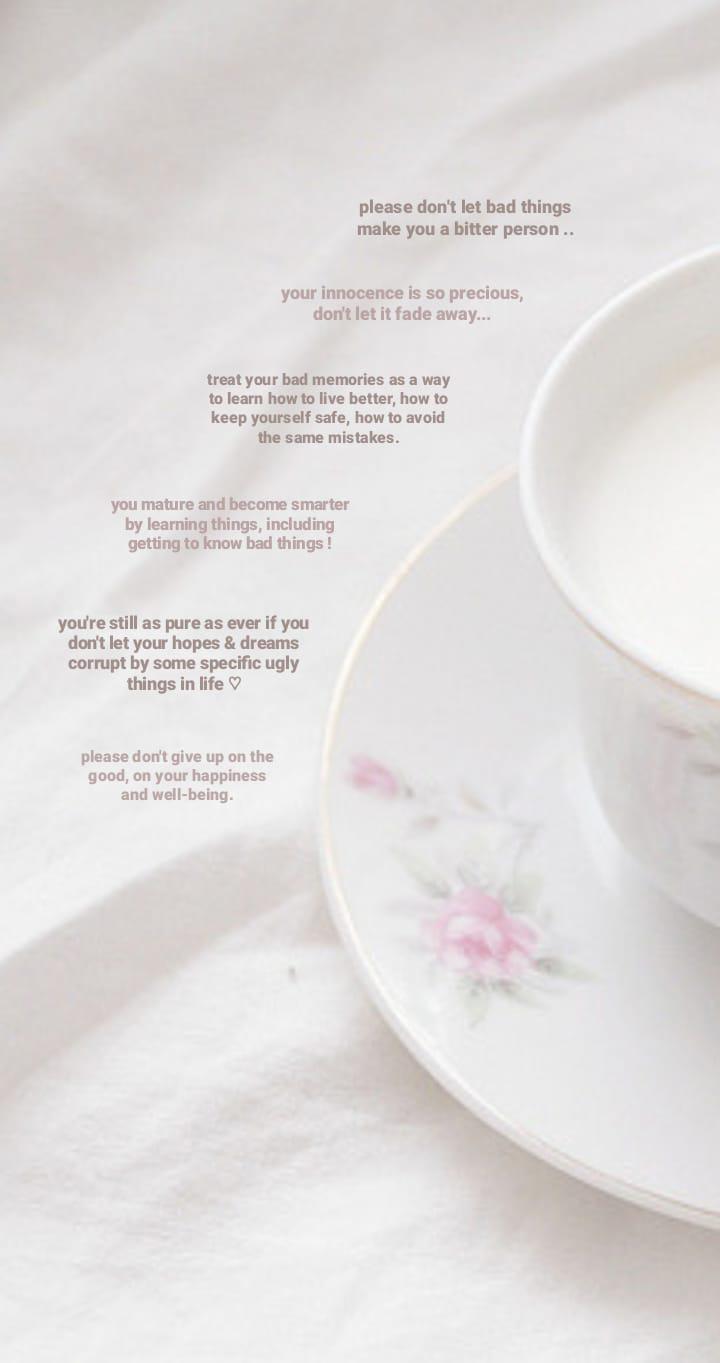 please don't let bad things
make you a bitter person ..
your innocence is so precious,
don't let it fade away...
treat your bad memories as a way
to learn how to live better, how to
keep yourself safe, how to avoid
the same mistakes.
you mature and become smarter
by learning things, including
getting to know bad things !
you're still as pure as ever if you
don't let your hopes & dreams
corrupt by some specific ugly
things in life ♡
please don't give up on the
good, on your happiness
and well-being.